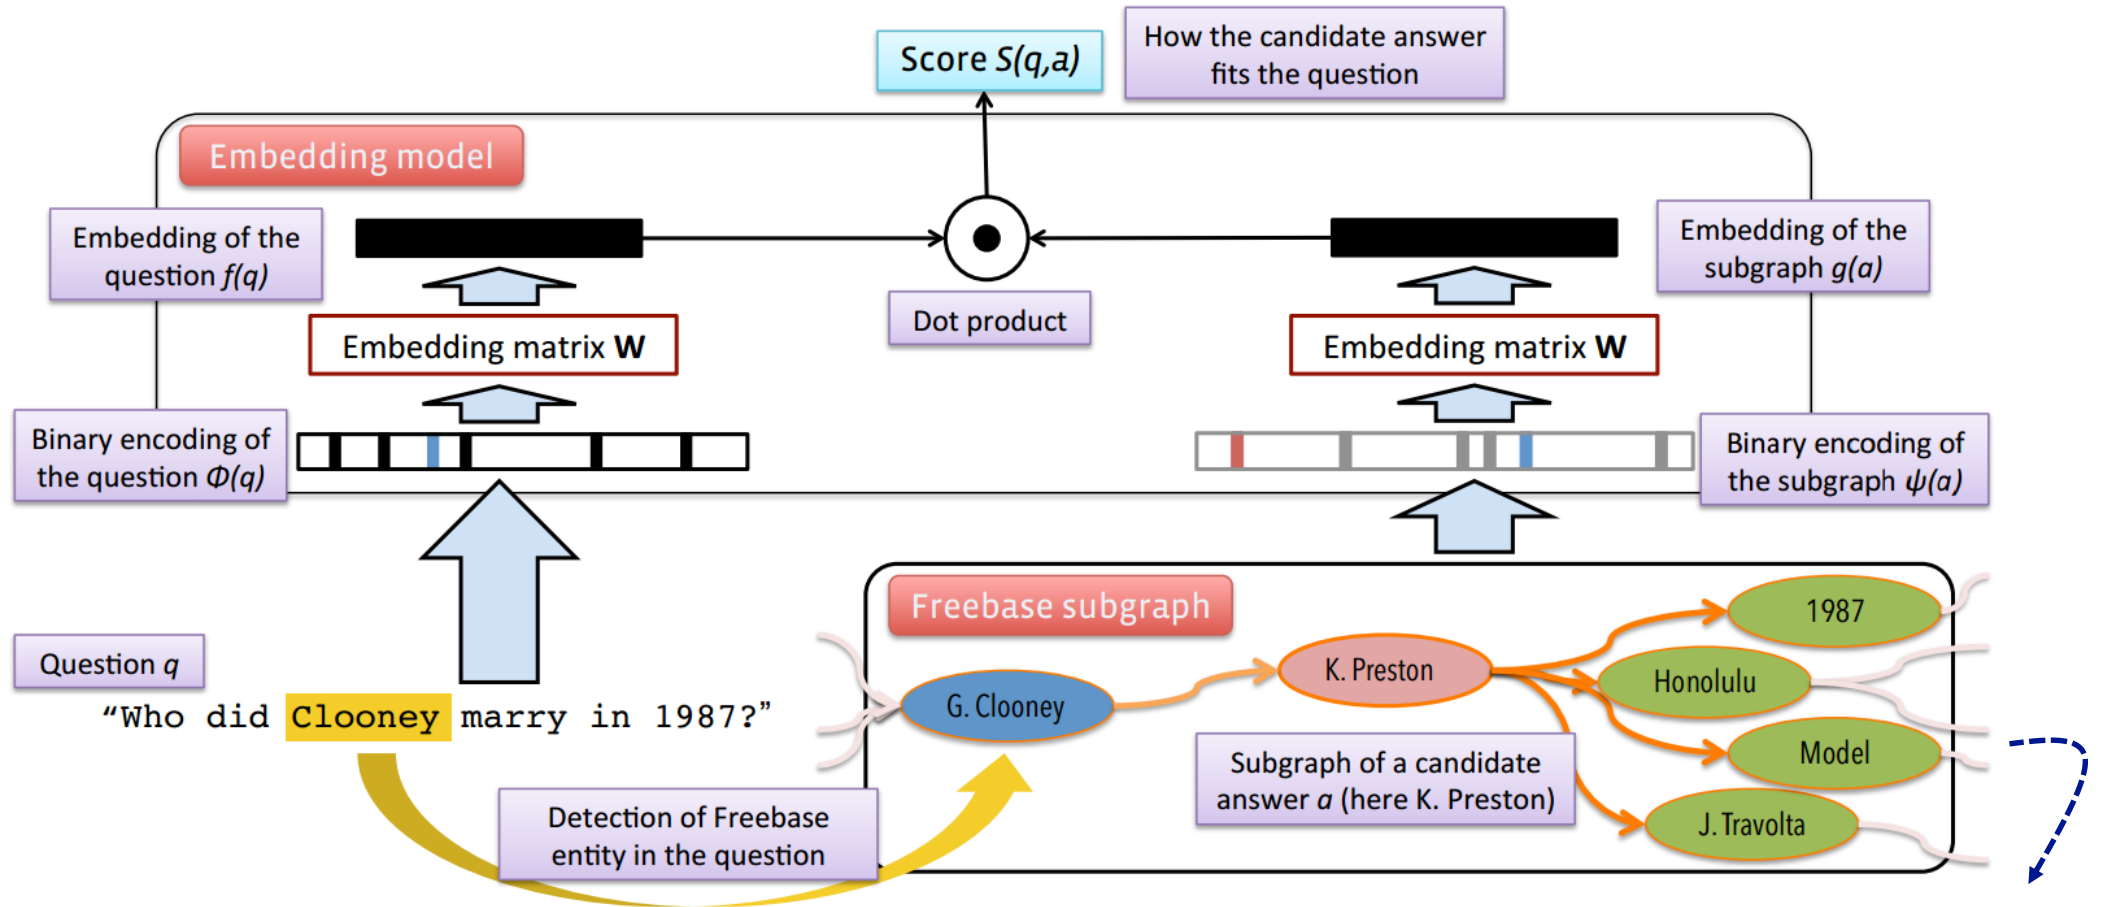 Score S(q,a)
How the candidate answer
fits the question
Embedding model
Embedding of the
question f(q)
Embedding of the
subgraph g(a)
Dot product
Embedding matrix W
Embedding matrix W
Binary encoding of
the question Φ(q)
Binary encoding of
the subgraph ψ(a)
Freebase subgraph
Question q
“Who did Clooney marry in 1987?”
G. Clooney
K. Preston
1987
Honolulu
Model
J. Travolta
Subgraph of a candidate
answer a (here K. Preston)
Detection of Freebase
entity in the question